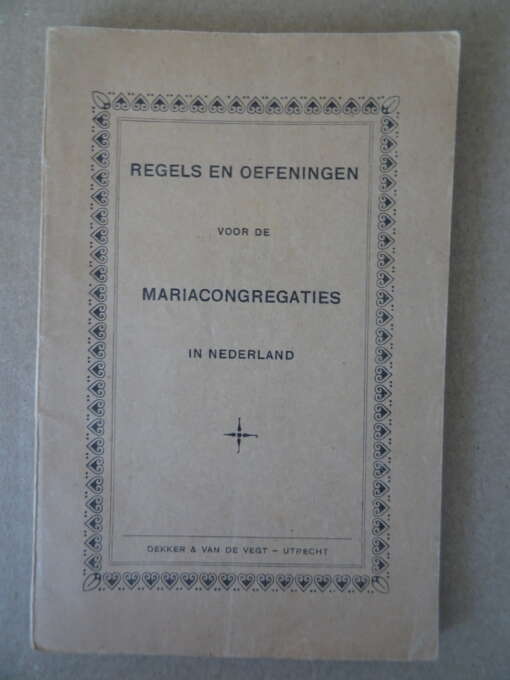 REGELS EN OEFENINGEN
VOOR DE
MARIACONGREGATIES
IN NEDERLAND
DEKKER & VAN DE VEGT - UTRECHT